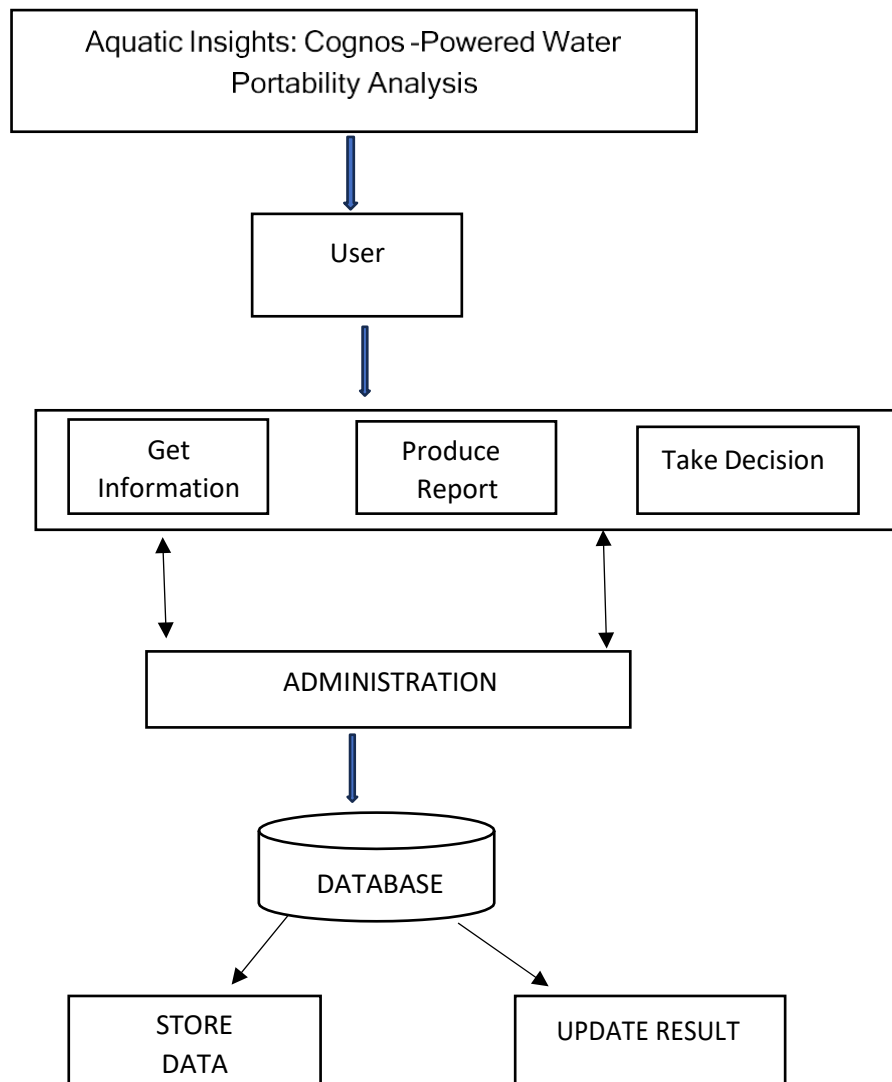 Aquatic Insights: Cognos -Powered Water
Portability Analysis
User
Get
Information
Produce
Report
Take Decision
ADMINISTRATION
DATABASE
STORE
DATA
UPDATE RESULT